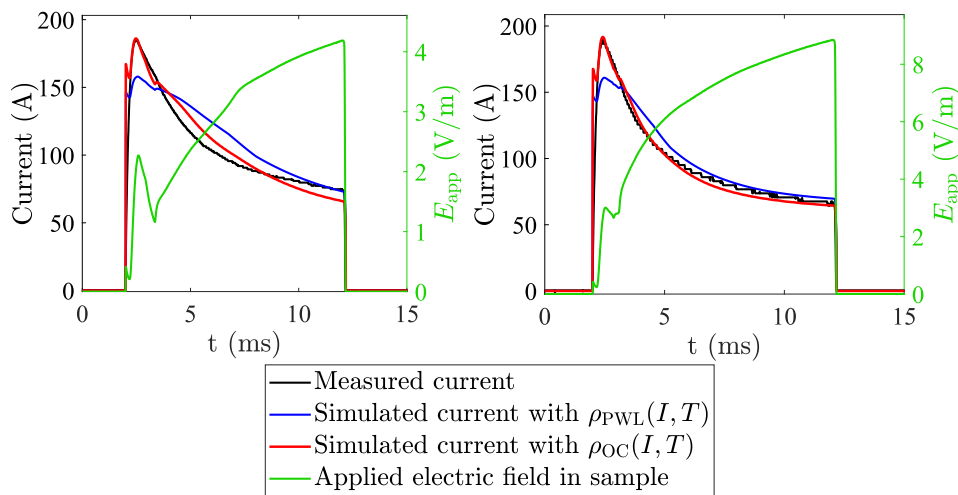 200
150
100
50
0
Current (A)
0
5
10
15
t (ms)
4
3
2
1
0
E_app (V/m)
200
150
100
50
0
Current (A)
0
5
10
15
t (ms)
8
6
4
2
0
E_app (V/m)
Measured current
Simulated current with ρ_PWL(I, T)
Simulated current with ρ_OC(I, T)
Applied electric field in sample